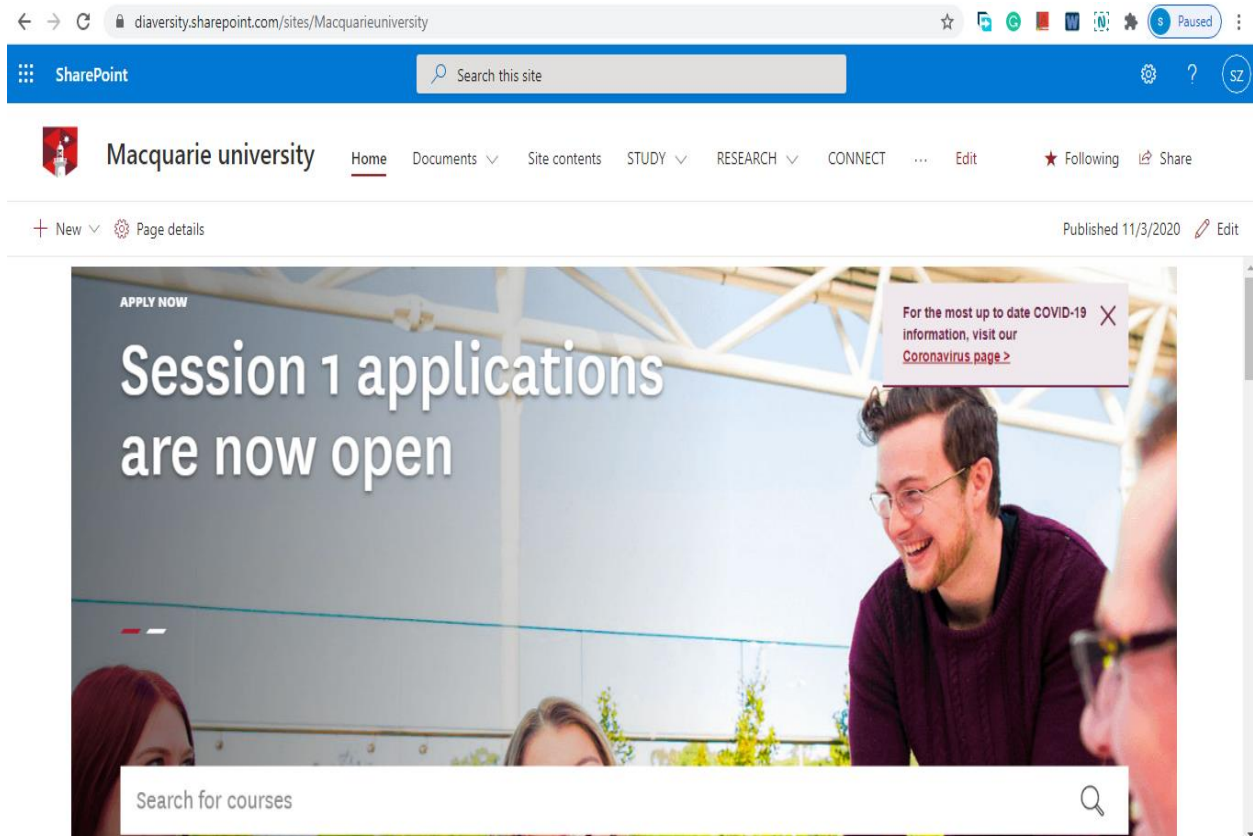 diaversity.sharepoint.com/sites/Macquarieuniversity
S Paused
SharePoint
Search this site
? SZ
Macquarie university
Home Documents Site contents STUDY RESEARCH CONNECT ... Edit
Following Share
+ New Page details
Published 11/3/2020 Edit
APPLY NOW
Session 1 applications
are now open
For the most up to date COVID-19
information, visit our
Coronavirus page >
Search for courses